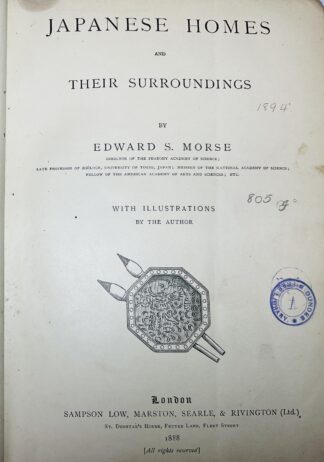 JAPANESE HOMES
AND
THEIR SURROUNDINGS
1894
BY
EDWARD S. MORSE
DIRECTOR OF THE PEABODY ACADEMY OF SCIENCE;
LATE PROFESSOR OF ZOÖLOGY, UNIVERSITY OF TOKIO, JAPAN; MEMBER OF THE NATIONAL ACADEMY OF SCIENCE;
FELLOW OF THE AMERICAN ACADEMY OF ARTS AND SCIENCES; ETC.
805
WITH ILLUSTRATIONS
BY THE AUTHOR
DUNDEE
London
SAMPSON LOW, MARSTON, SEARLE, & RIVINGTON (Ltd.)
St. Dunstan's House, Fetter Lane, Fleet Street
1888
[All rights reserved]